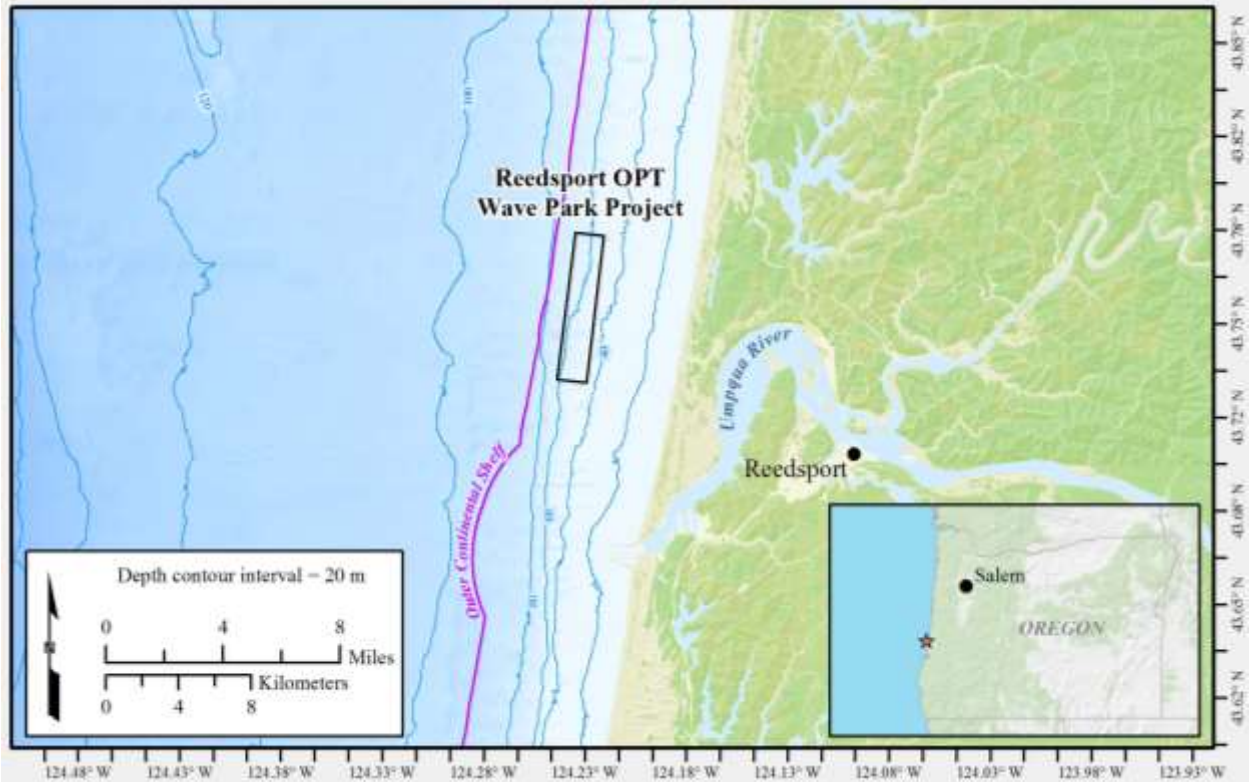 Reedsport OPT
Wave Park Project
Umpqua River
Reedsport
Outer Continental Shelf
Depth contour interval = 20 m
0 4 8
Miles
Kilometers
0 4 8
Salem
OREGON
43.85° N
43.82° N
43.78° N
43.75° N
43.72° N
43.68° N
43.65° N
43.62° N
124.48° W 124.43° W 124.38° W 124.33° W 124.28° W 124.23° W 124.18° W 124.13° W 124.08° W 124.03° W 123.98° W 123.93° W